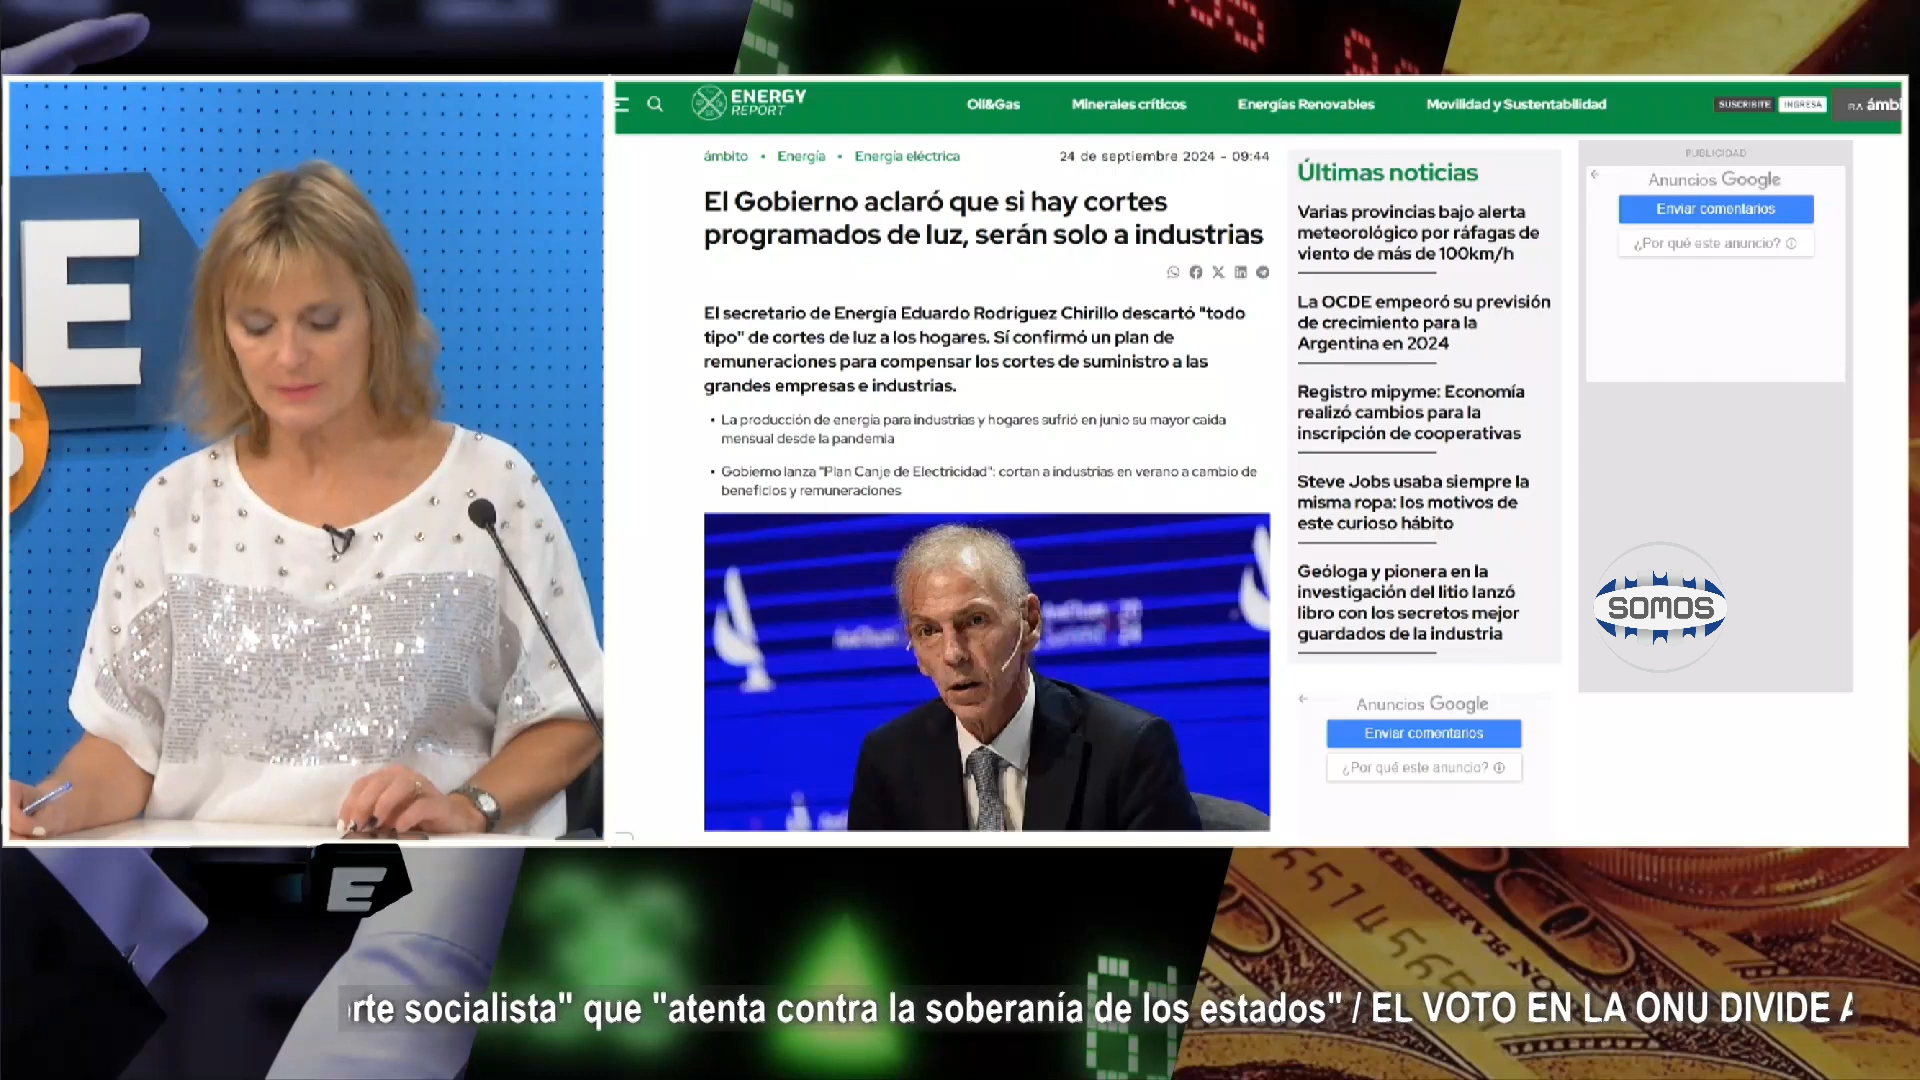 E
5
ENERGY
REPORT
Oil&Gas
Minerales críticos
Energías Renovables
Movilidad y Sustentabilidad
SUSCRIBITE
INGRESA
ámbi
ámbito • Energía • Energía eléctrica
24 de septiembre 2024 - 09:44
El Gobierno aclaró que si hay cortes
programados de luz, serán solo a industrias
El secretario de Energía Eduardo Rodriguez Chirillo descartó "todo
tipo" de cortes de luz a los hogares. Sí confirmó un plan de
remuneraciones para compensar los cortes de suministro a las
grandes empresas e industrias.
• La producción de energía para industrias y hogares sufrió en junio su mayor caída
mensual desde la pandemia
• Gobierno lanza "Plan Canje de Electricidad": cortan a industrias en verano a cambio de
beneficios y remuneraciones
Últimas noticias
Varias provincias bajo alerta
meteorológico por ráfagas de
viento de más de 100km/h
La OCDE empeoró su previsión
de crecimiento para la
Argentina en 2024
Registro mipyme: Economía
realizó cambios para la
inscripción de cooperativas
Steve Jobs usaba siempre la
misma ropa: los motivos de
este curioso hábito
Geóloga y pionera en la
investigación del litio lanzó
libro con los secretos mejor
guardados de la industria
Anuncios Google
Enviar comentarios
¿Por qué este anuncio?
PUBLICIDAD
Anuncios Google
Enviar comentarios
¿Por qué este anuncio?
SOMOS
E
rte socialista" que "atenta contra la soberanía de los estados" / EL VOTO EN LA ONU DIVIDE A